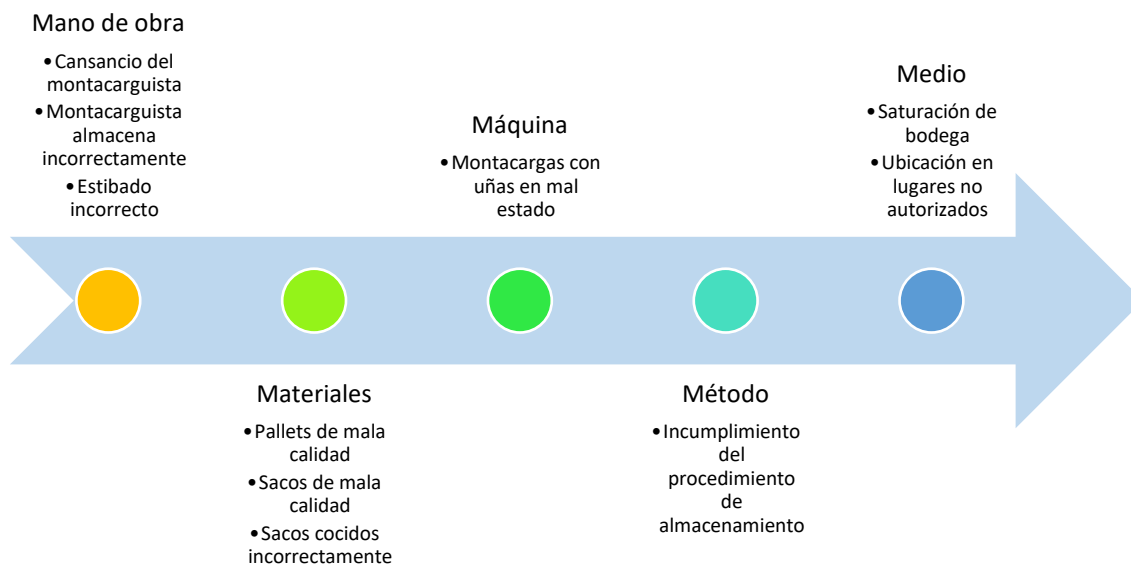 Mano de obra
•Cansancio del
montacarguista
•Montacarguista
almacena
incorrectamente
•Estibado
incorrecto
Materiales
•Pallets de mala
calidad
•Sacos de mala
calidad
•Sacos cocidos
incorrectamente
Máquina
•Montacargas con
uñas en mal
estado
Método
•Incumplimiento
del
procedimiento
de
almacenamiento
Medio
•Saturación de
bodega
•Ubicación en
lugares no
autorizados